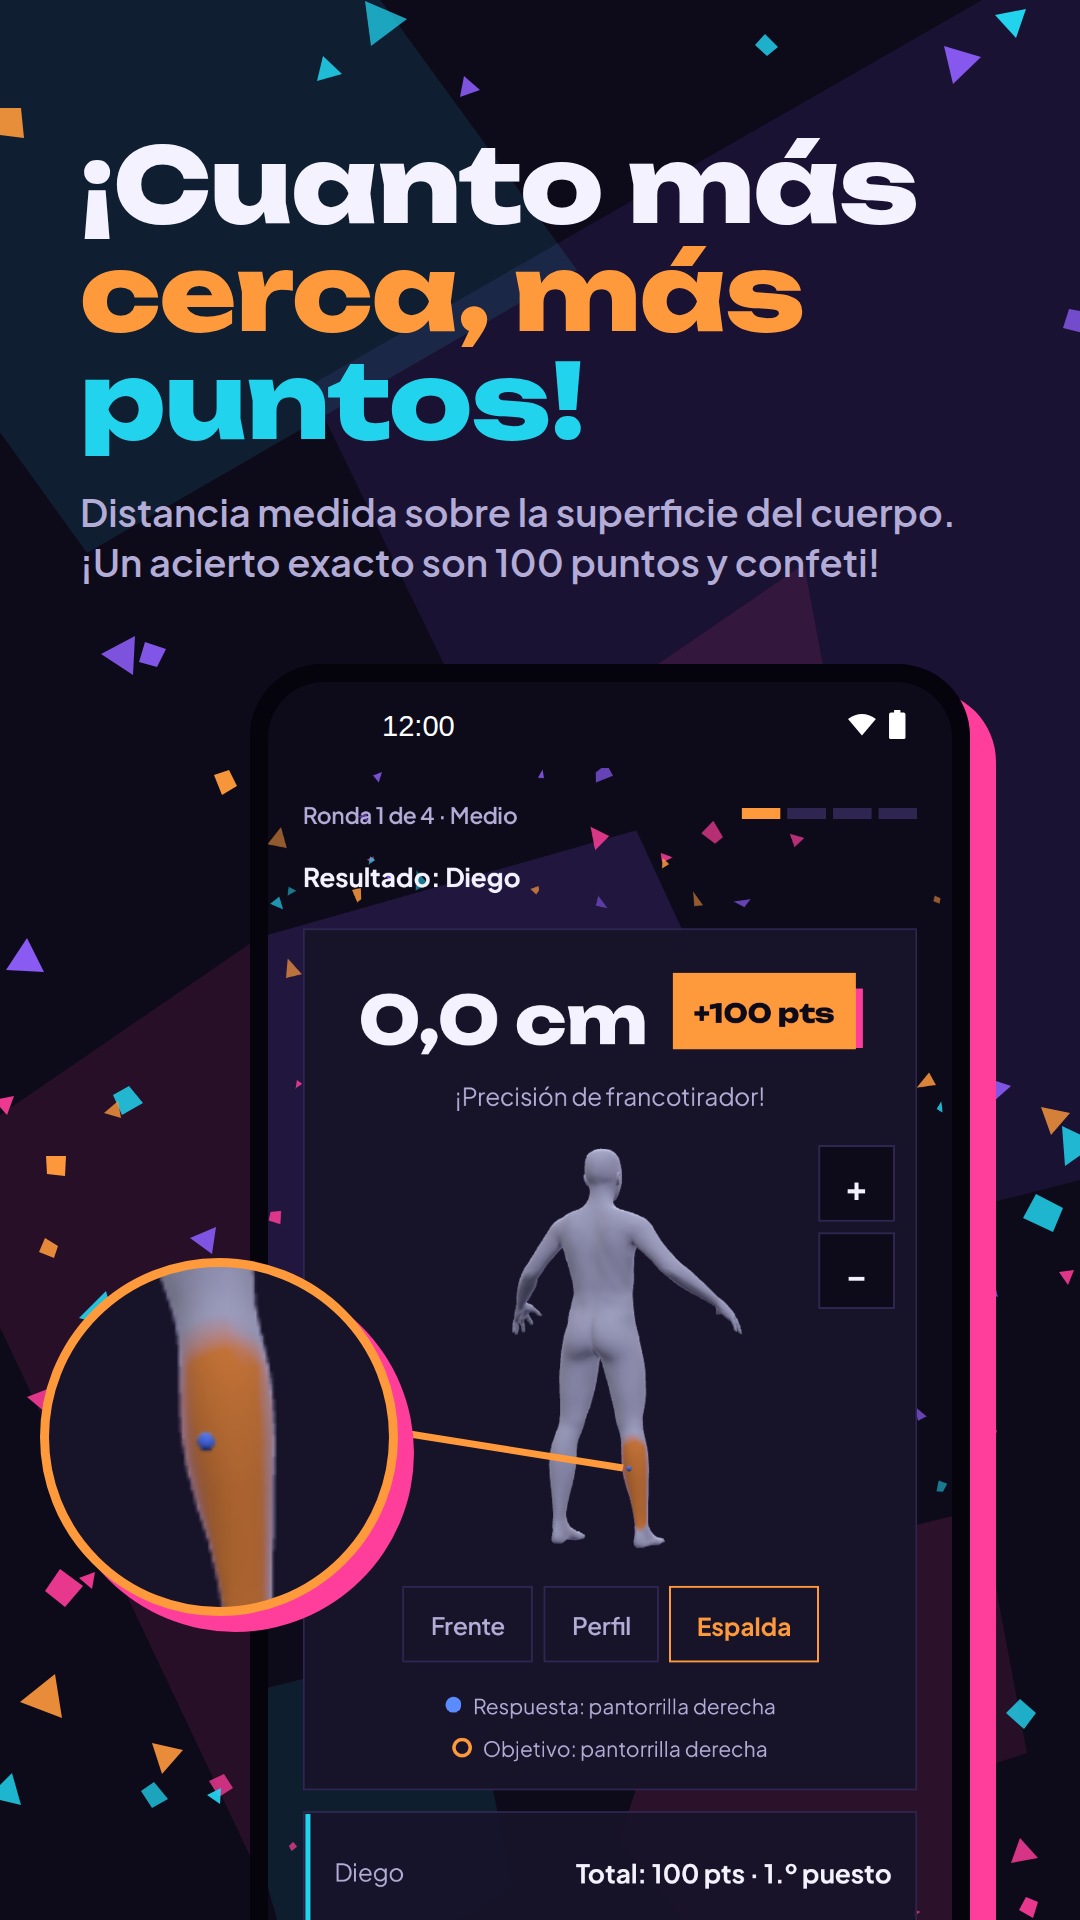 ¡Cuanto más
cerca, más
puntos!
Distancia medida sobre la superficie del cuerpo.
¡Un acierto exacto son 100 puntos y confeti!
12:00
Ronda 1 de 4 · Medio
Resultado: Diego
0,0 cm
+100 pts
¡Precisión de francotirador!
+
−
Frente
Perfil
Espalda
Respuesta: pantorrilla derecha
Objetivo: pantorrilla derecha
Diego
Total: 100 pts · 1.º puesto